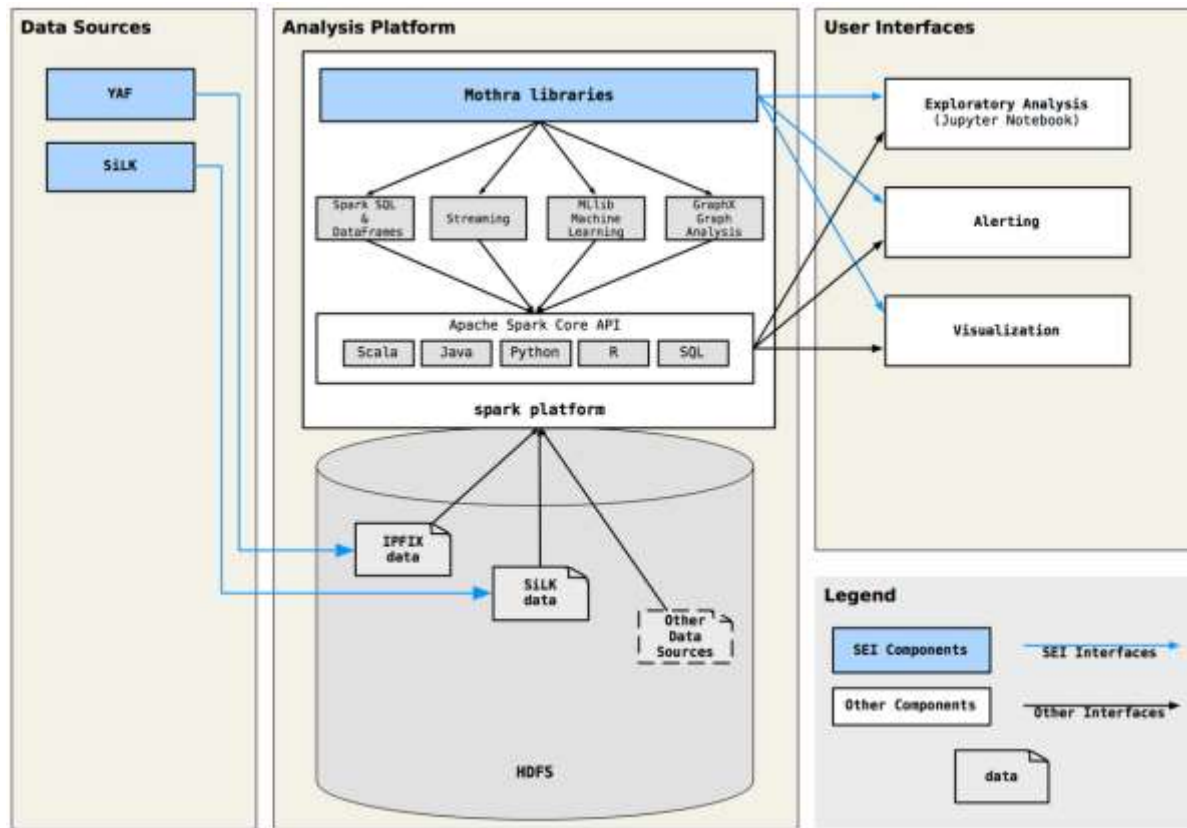 Data Sources
YAF
SiLK
Analysis Platform
Mothra libraries
Spark SQL
&
DataFrames
Streaming
MLlib
Machine
Learning
GraphX
Graph
Analysis
Apache Spark Core API
Scala
Java
Python
R
SQL
spark platform
IPFIX
data
SiLK
data
Other
Data
Sources
HDFS
User Interfaces
Exploratory Analysis
(Jupyter Notebook)
Alerting
Visualization
Legend
SEI Components
SEI Interfaces
Other Components
Other Interfaces
data